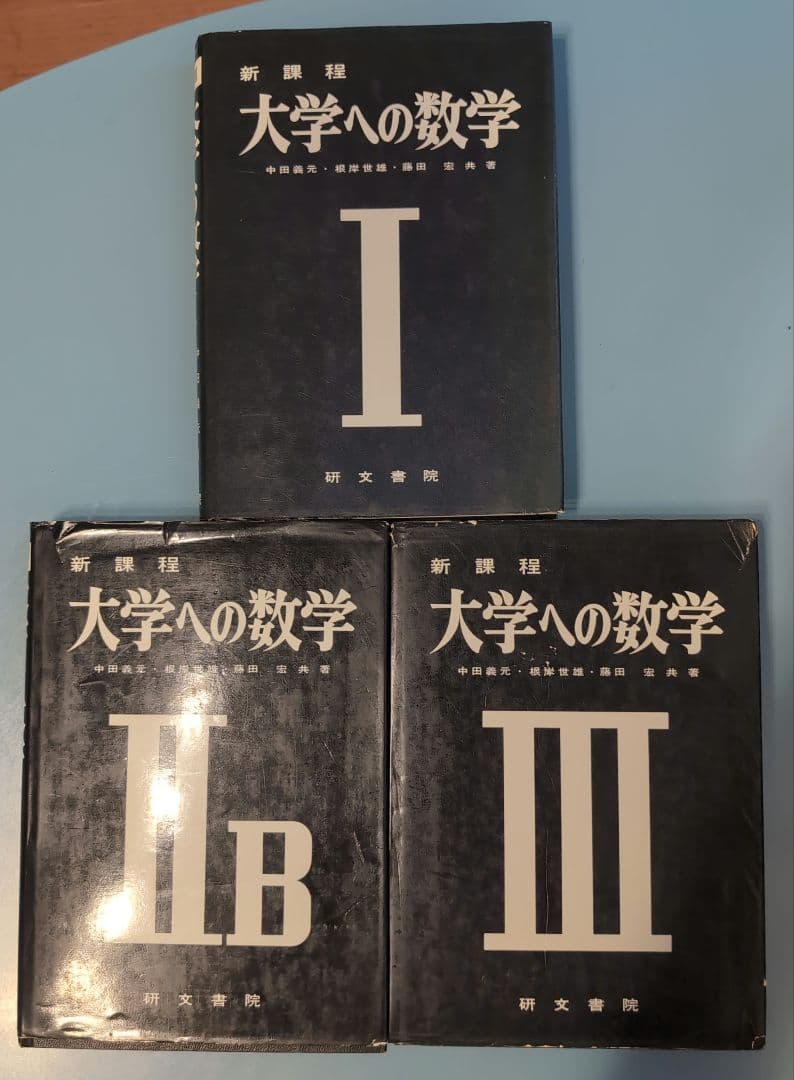 新課程
大学への数学
中田義元・根岸世雄・藤田 宏 共著
I
研文書院
新課程
大学への数学
中田義元・根岸世雄・藤田 宏 共著
IIB
研文書院
新課程
大学への数学
中田義元・根岸世雄・藤田 宏 共著
III
研文書院